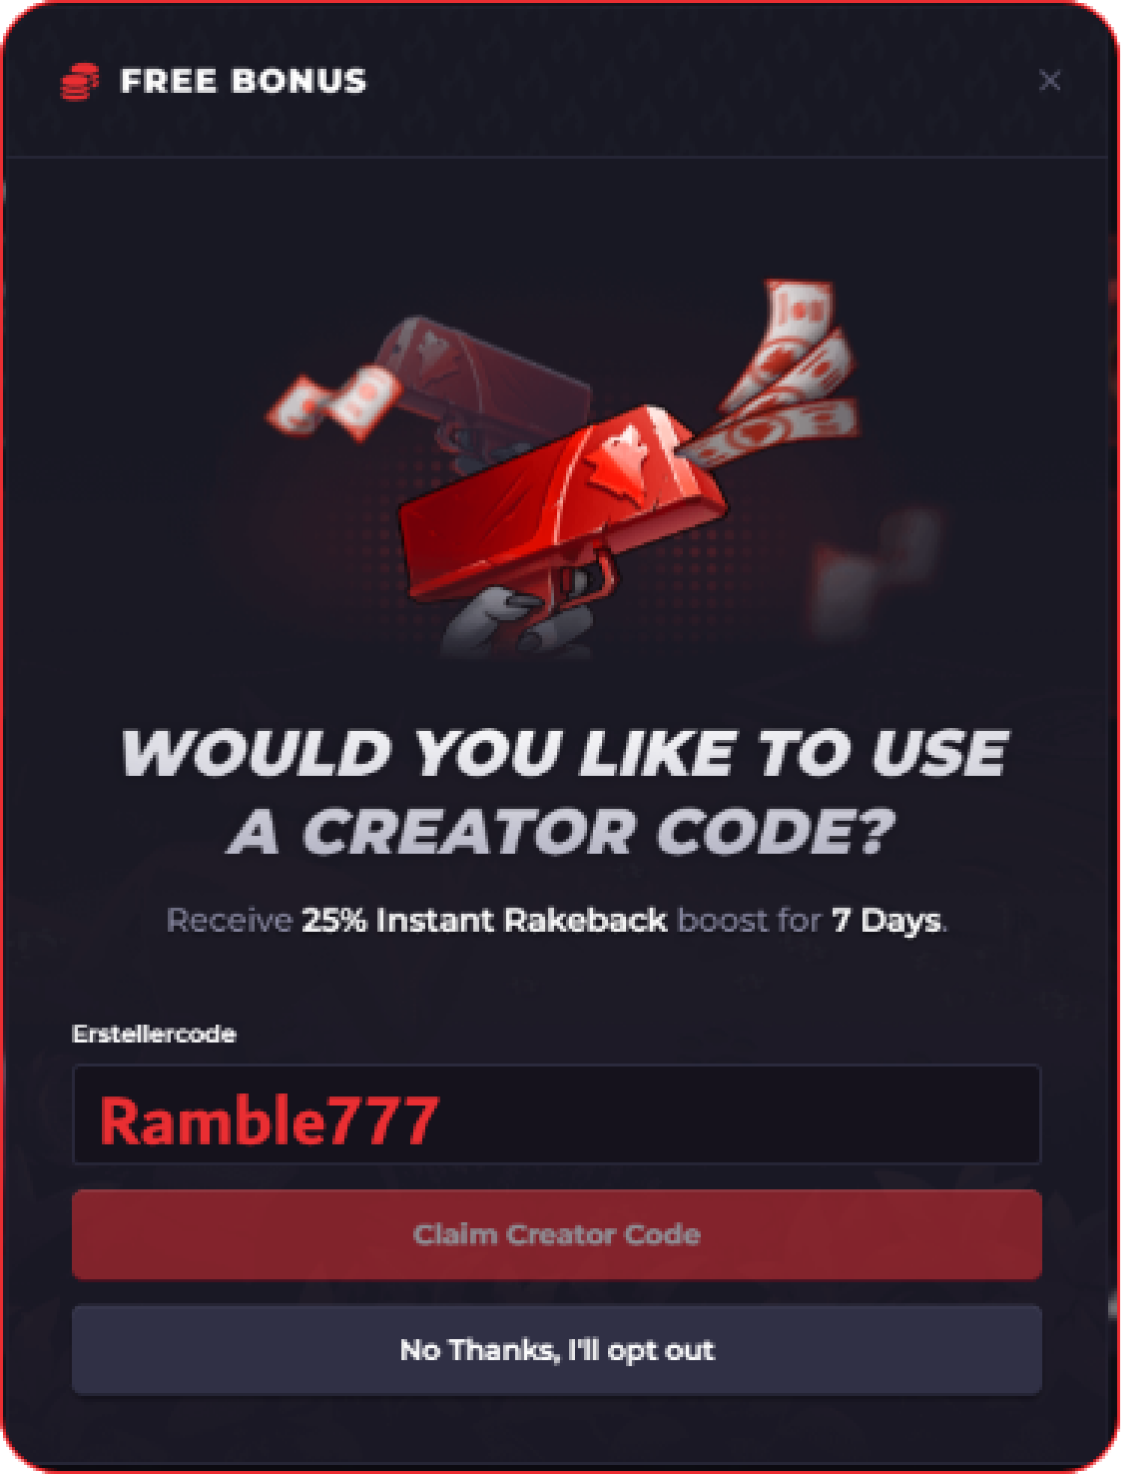 FREE BONUS
WOULD YOU LIKE TO USE
A CREATOR CODE?
Receive 25% Instant Rakeback boost for 7 Days.
Erstellercode
Ramble777
Claim Creator Code
No Thanks, I'll opt out